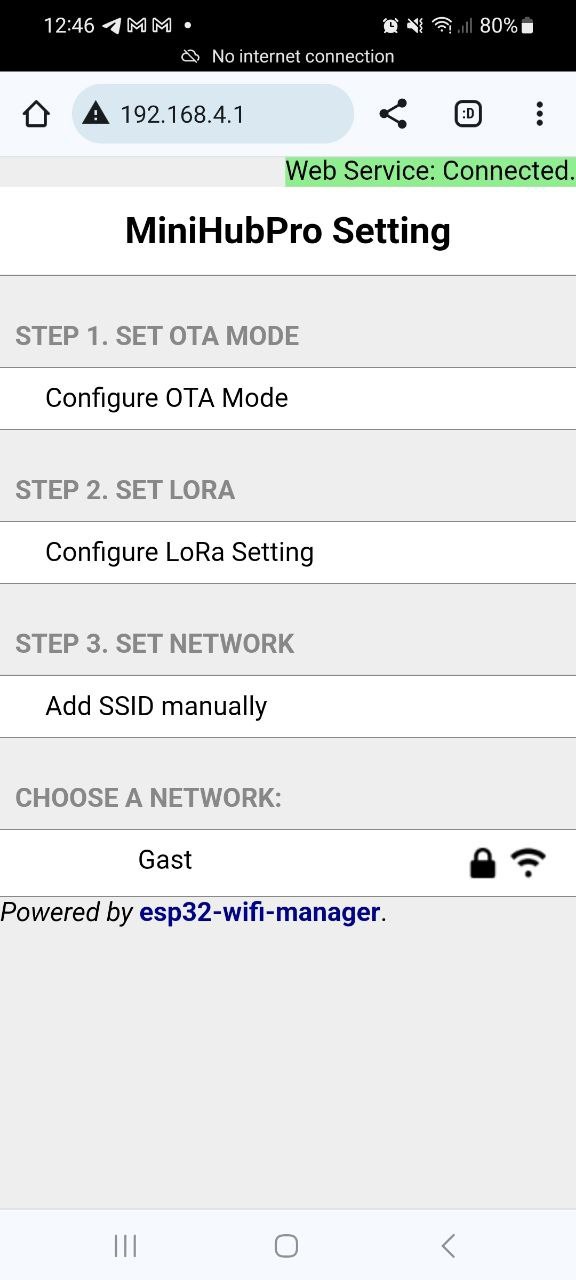 12:46 80%
No internet connection
192.168.4.1 :D
Web Service: Connected.
MiniHubPro Setting
STEP 1. SET OTA MODE
Configure OTA Mode
STEP 2. SET LORA
Configure LoRa Setting
STEP 3. SET NETWORK
Add SSID manually
CHOOSE A NETWORK:
Gast
Powered by esp32-wifi-manager.